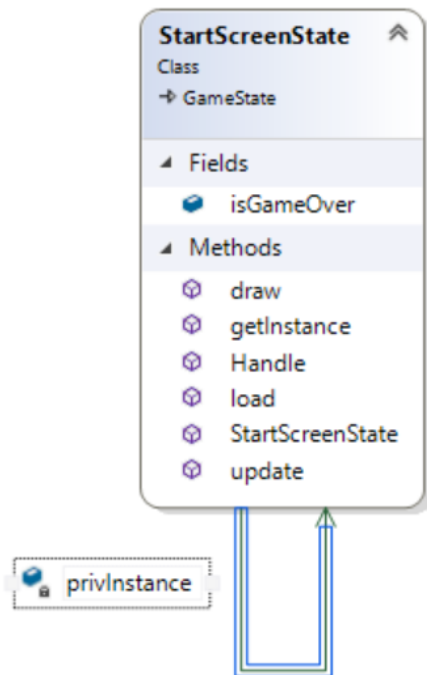 StartScreenState
Class
GameState
Fields
isGameOver
Methods
draw
getInstance
Handle
load
StartScreenState
update
privInstance